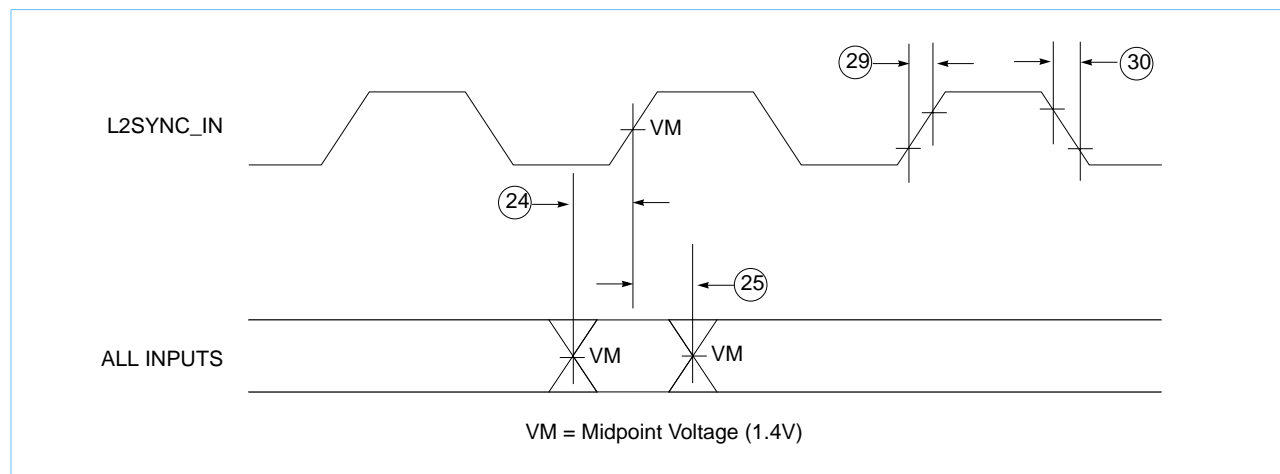 29
30
L2SYNC_IN
VM
24
25
ALL INPUTS
VM
VM
VM = Midpoint Voltage (1.4V)